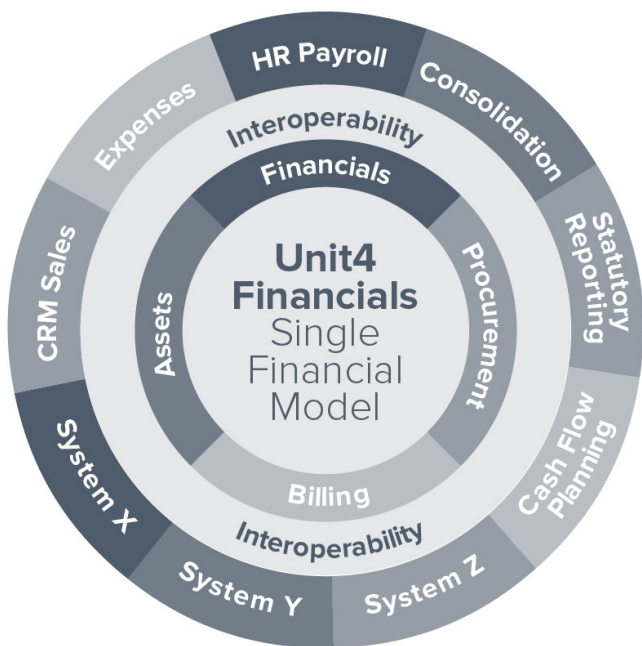 HR Payroll
Consolidation
Statutory
Reporting
Cash Flow
Planning
System Z
System Y
System X
CRM Sales
Expenses
Interoperability
Financials
Procurement
Billing
Assets
Unit4
Financials
Single
Financial
Model
Interoperability